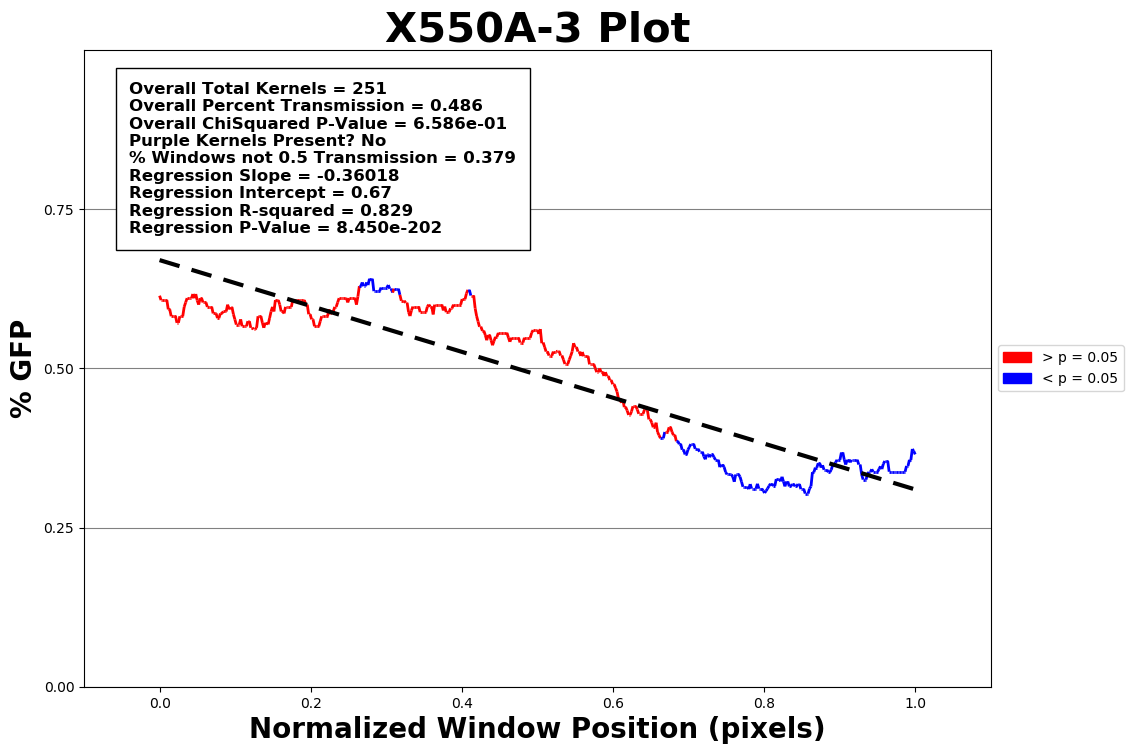 X550A-3 Plot
Overall Total Kernels = 251
Overall Percent Transmission = 0.486
Overall ChiSquared P-Value = 6.586e-01
Purple Kernels Present? No
% Windows not 0.5 Transmission = 0.379
Regression Slope = -0.36018
Regression Intercept = 0.67
Regression R-squared = 0.829
Regression P-Value = 8.450e-202
0.75
0.50
0.25
0.00
% GFP
> p = 0.05
< p = 0.05
0.0 0.2 0.4 0.6 0.8 1.0
Normalized Window Position (pixels)